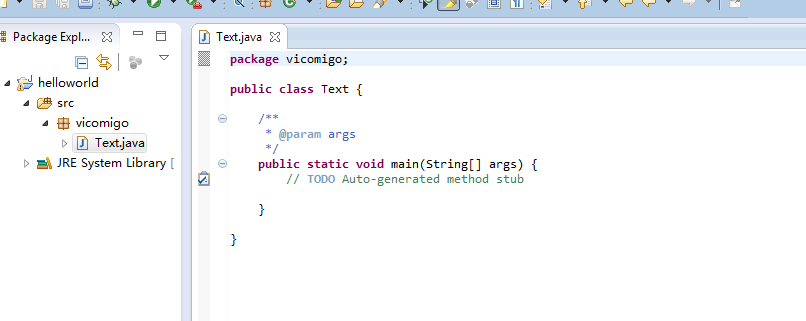 Package Expl...
Text.java
helloworld
src
vicomigo
Text.java
JRE System Library [
package vicomigo;
public class Text {
/**
* @param args
*/
public static void main(String[] args) {
// TODO Auto-generated method stub
}
}